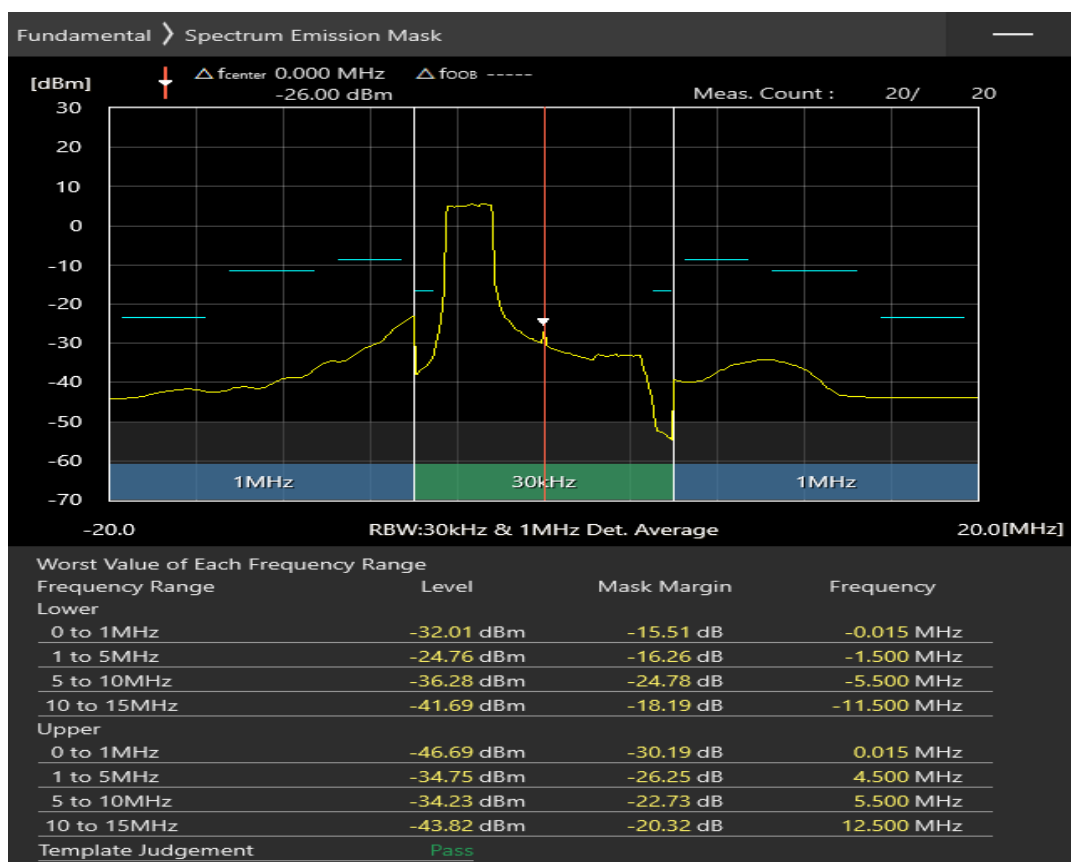 Fundamental ❯ Spectrum Emission Mask
△ fcenter 0.000 MHz △ fOOB -----
[dBm]
-26.00 dBm Meas. Count : 20/ 20
30
20
10
0
-10
-20
-30
-40
-50
-60
1MHz 30kHz 1MHz
-70
-20.0 RBW:30kHz & 1MHz Det. Average 20.0[MHz]
Worst Value of Each Frequency Range
Frequency Range Level Mask Margin Frequency
Lower
0 to 1MHz -32.01 dBm -15.51 dB -0.015 MHz
1 to 5MHz -24.76 dBm -16.26 dB -1.500 MHz
5 to 10MHz -36.28 dBm -24.78 dB -5.500 MHz
10 to 15MHz -41.69 dBm -18.19 dB -11.500 MHz
Upper
0 to 1MHz -46.69 dBm -30.19 dB 0.015 MHz
1 to 5MHz -34.75 dBm -26.25 dB 4.500 MHz
5 to 10MHz -34.23 dBm -22.73 dB 5.500 MHz
10 to 15MHz -43.82 dBm -20.32 dB 12.500 MHz
Template Judgement Pass